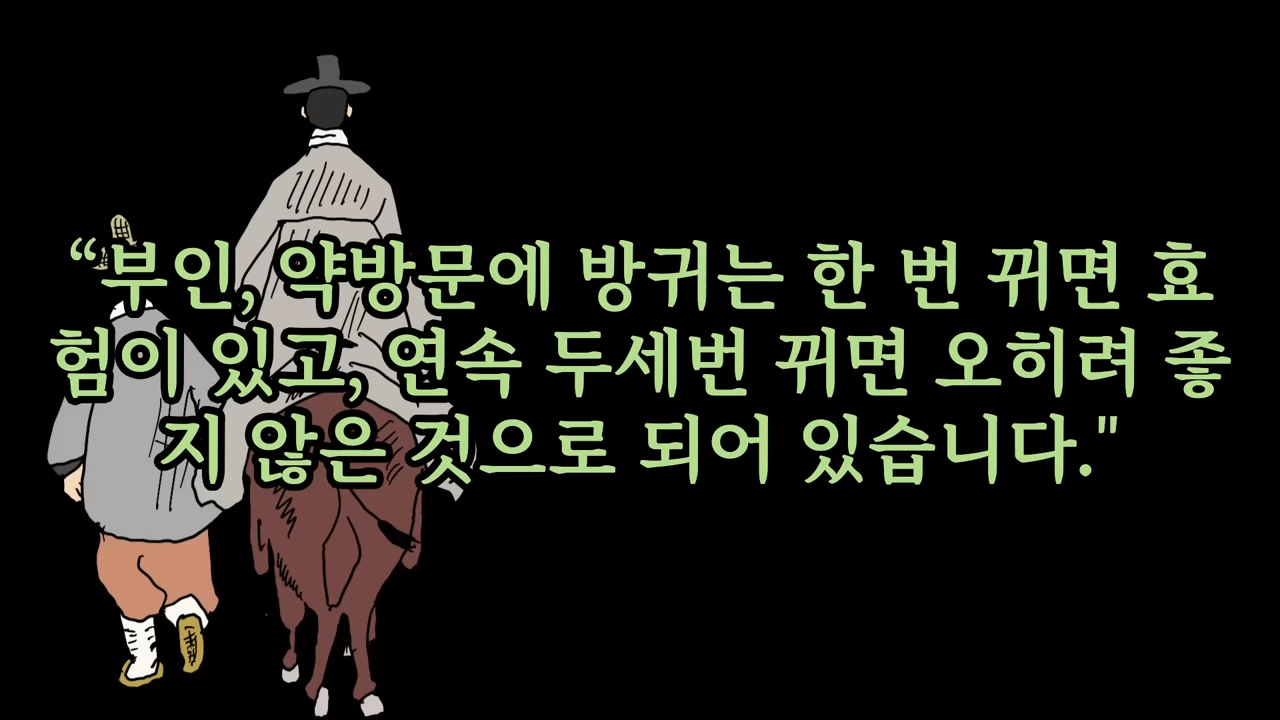 “부인, 약방문에 방귀는 한 번 뀌면 효
험이 있고, 연속 두세번 뀌면 오히려 좋
지 않은 것으로 되어 있습니다."